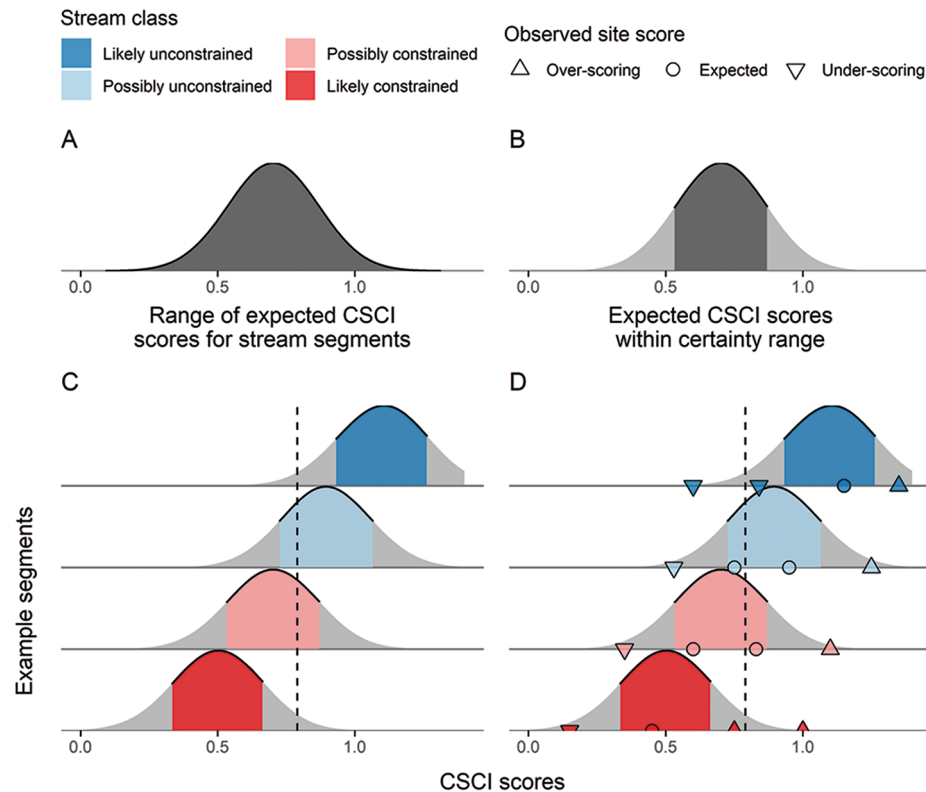 Stream class
Likely unconstrained
Possibly constrained
Possibly unconstrained
Likely constrained
Observed site score
Over-scoring
Expected
Under-scoring
A
0.0 0.5 1.0
Range of expected CSCI
scores for stream segments
B
0.0 0.5 1.0
Expected CSCI scores
within certainty range
C
D
Example segments
0.0 0.5 1.0
0.0 0.5 1.0
CSCI scores